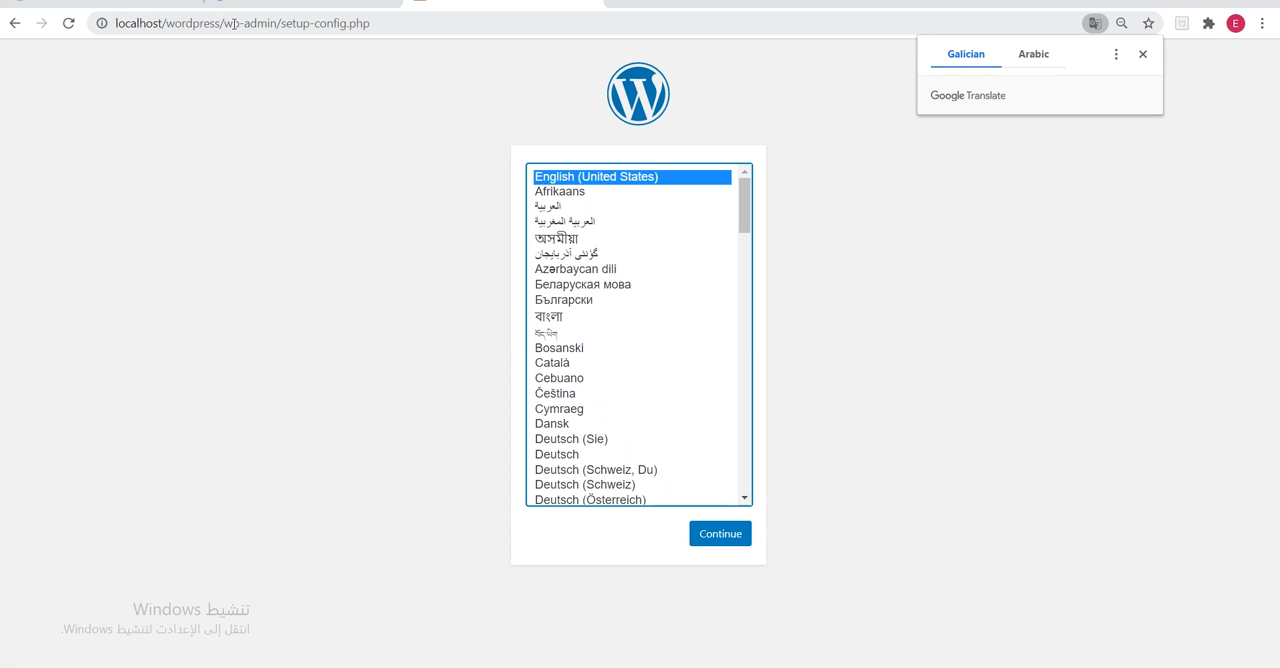 localhost/wordpress/wp-admin/setup-config.php
E
Galician Arabic
Google Translate
English (United States)
Afrikaans
العربية
العربية المغربية
অসমীয়া
گؤنئی آذربایجان
Azərbaycan dili
Беларуская мова
Български
বাংলা
བོད་ཡིག
Bosanski
Català
Cebuano
Čeština
Cymraeg
Dansk
Deutsch (Sie)
Deutsch
Deutsch (Schweiz, Du)
Deutsch (Schweiz)
Deutsch (Österreich)
Continue
تنشيط Windows
انتقل إلى الإعدادات لتنشيط Windows.